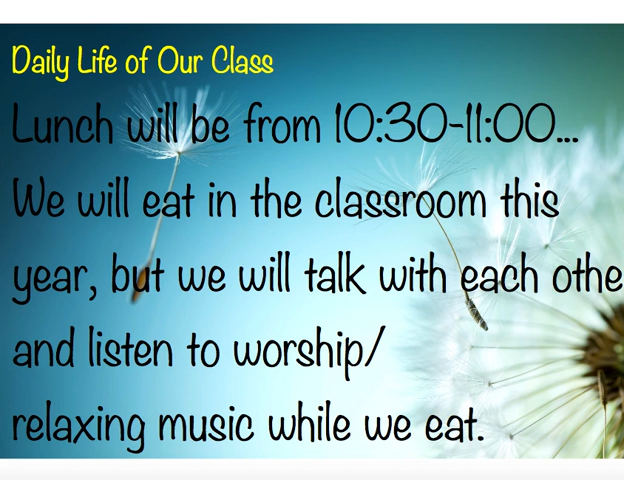 Daily Life of Our Class
Lunch will be from 10:30-11:00...
We will eat in the classroom this
year, but we will talk with each othe
and listen to worship/
relaxing music while we eat.